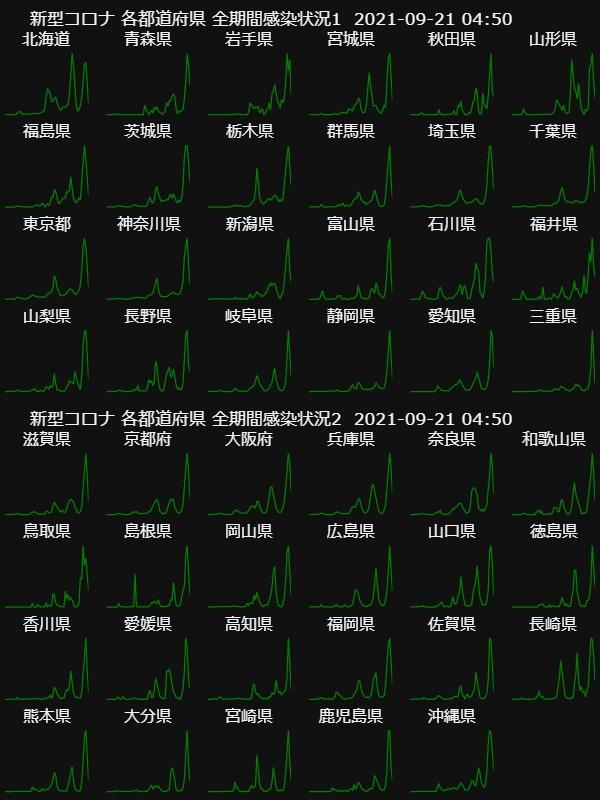 新型コロナ 各都道府県 全期間感染状況1 2021-09-21 04:50
北海道 青森県 岩手県 宮城県 秋田県 山形県
福島県 茨城県 栃木県 群馬県 埼玉県 千葉県
東京都 神奈川県 新潟県 富山県 石川県 福井県
山梨県 長野県 岐阜県 静岡県 愛知県 三重県
新型コロナ 各都道府県 全期間感染状況2 2021-09-21 04:50
滋賀県 京都府 大阪府 兵庫県 奈良県 和歌山県
鳥取県 島根県 岡山県 広島県 山口県 徳島県
香川県 愛媛県 高知県 福岡県 佐賀県 長崎県
熊本県 大分県 宮崎県 鹿児島県 沖縄県